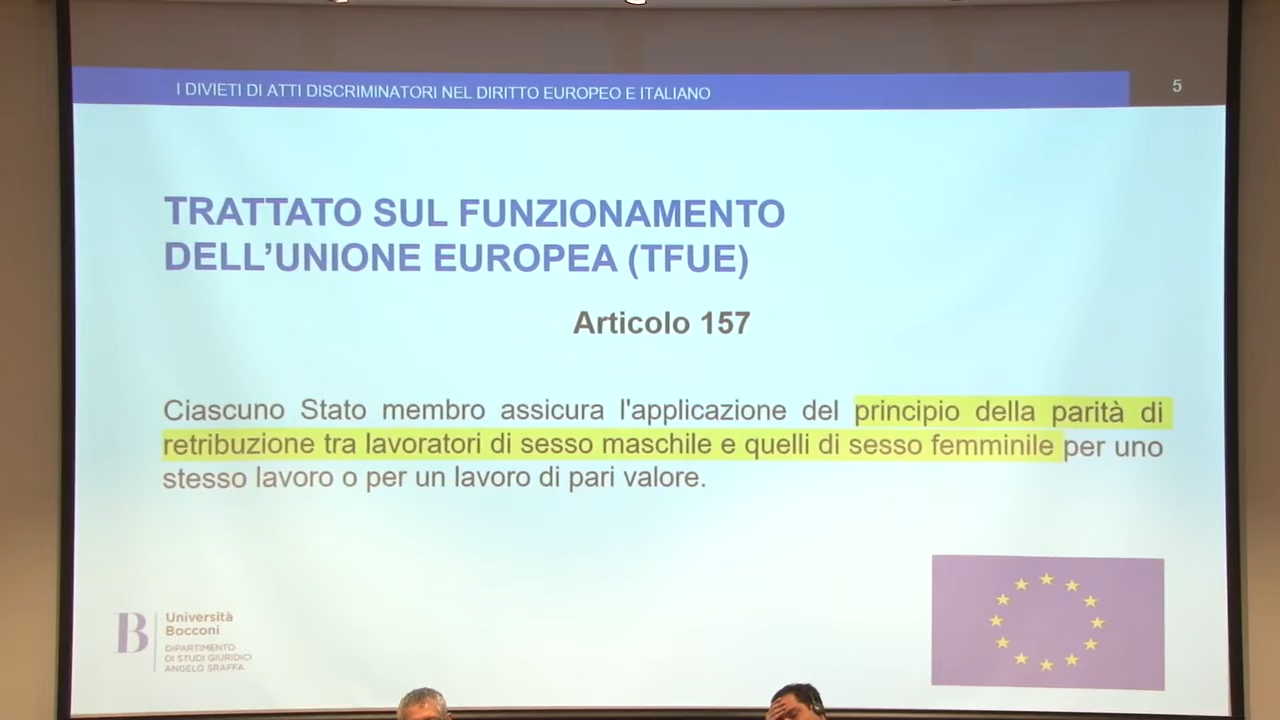 I DIVIETI DI ATTI DISCRIMINATORI NEL DIRITTO EUROPEO E ITALIANO
5
TRATTATO SUL FUNZIONAMENTO
DELL’UNIONE EUROPEA (TFUE)
Articolo 157
Ciascuno Stato membro assicura l'applicazione del principio della parità di
retribuzione tra lavoratori di sesso maschile e quelli di sesso femminile per uno
stesso lavoro o per un lavoro di pari valore.
B
Università
Bocconi
DIPARTIMENTO
DI STUDI GIURIDICI
ANGELO SRAFFA